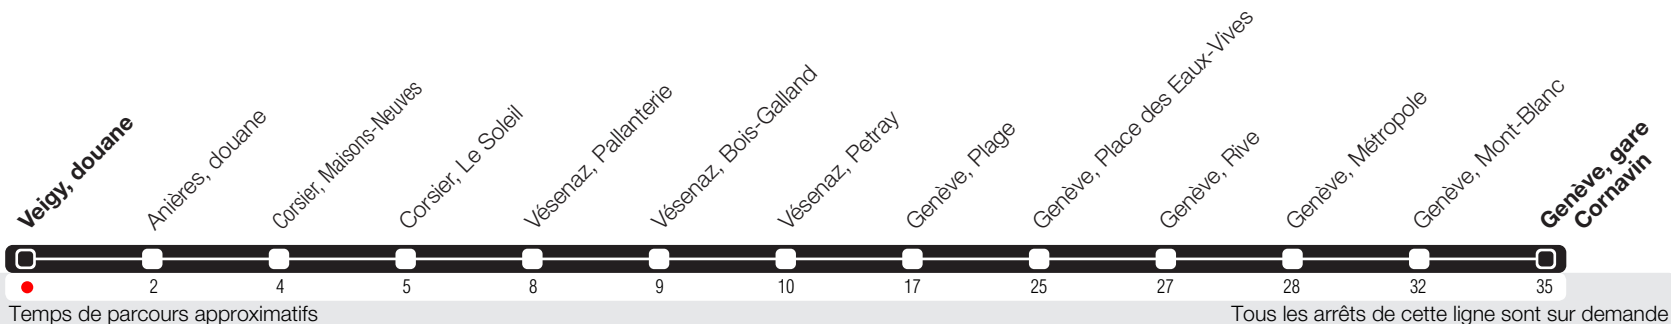 Veigy, douane
Anières, douane
Corsier, Maisons-Neuves
Corsier, Le Soleil
Vésenaz, Pallanterie
Vésenaz, Bois-Galland
Vésenaz, Petray
Genève, Plage
Genève, Place des Eaux-Vives
Genève, Rive
Genève, Métropole
Genève, Mont-Blanc
Genève, gare
Cornavin
2 4 5 8 9 10 17 25 27 28 32 35
Temps de parcours approximatifs
Tous les arrêts de cette ligne sont sur demande